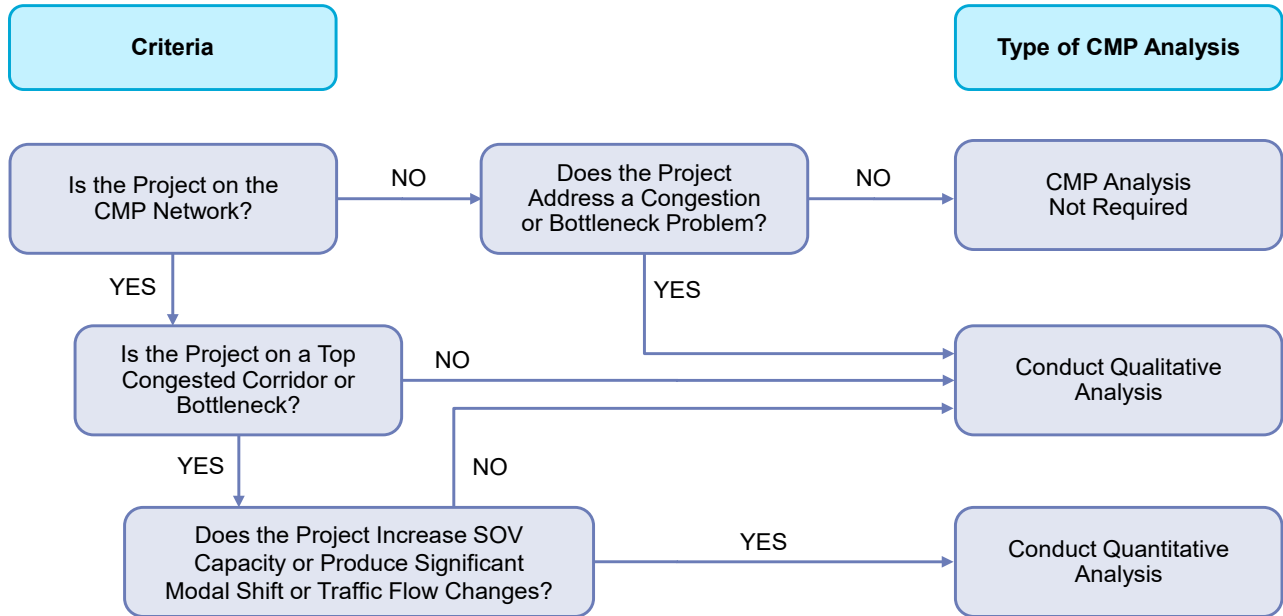 Criteria
Type of CMP Analysis
Is the Project on the
CMP Network?
NO
Does the Project
Address a Congestion
or Bottleneck Problem?
NO
CMP Analysis
Not Required
YES
YES
Is the Project on a Top
Congested Corridor or
Bottleneck?
NO
Conduct Qualitative
Analysis
YES
NO
Does the Project Increase SOV
Capacity or Produce Significant
Modal Shift or Traffic Flow Changes?
YES
Conduct Quantitative
Analysis